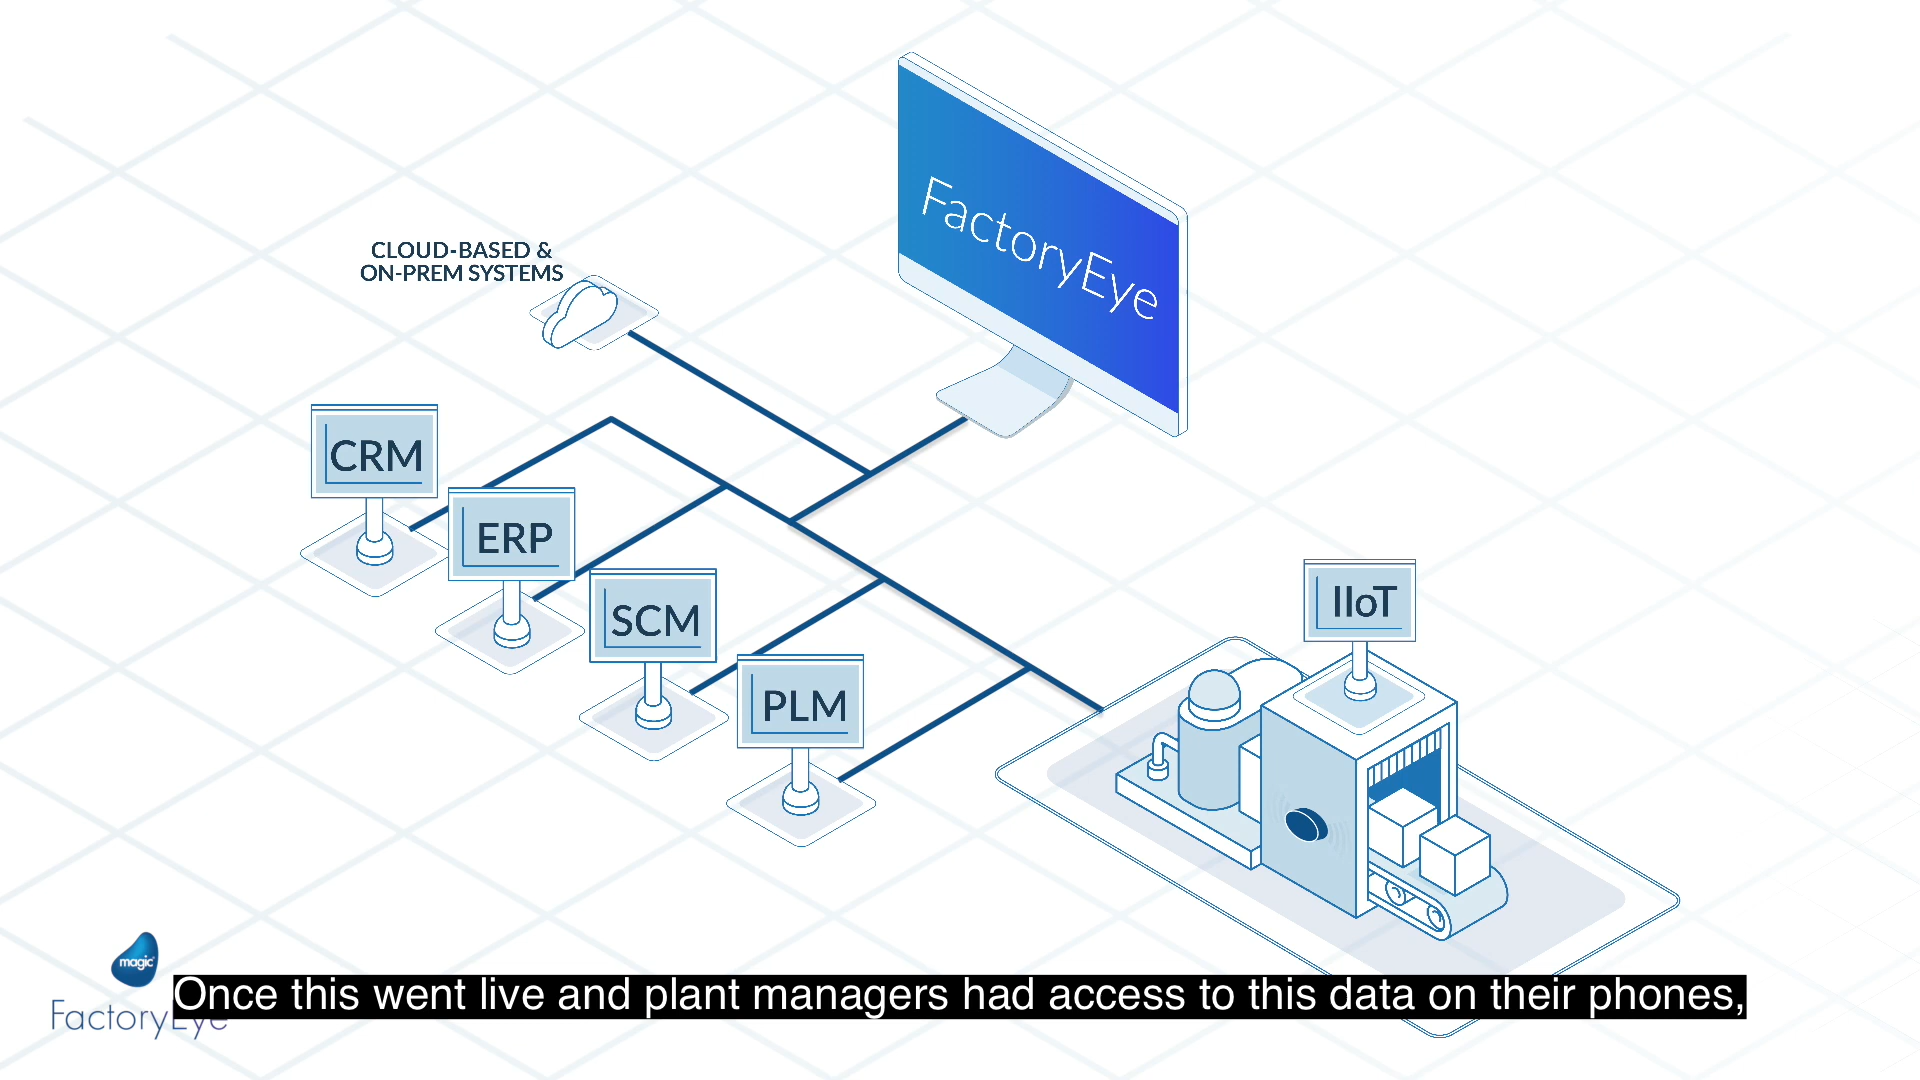 FactoryEye
CLOUD-BASED &
ON-PREM SYSTEMS
CRM
ERP
SCM
PLM
IIoT
magic
FactoryEye
Once this went live and plant managers had access to this data on their phones,